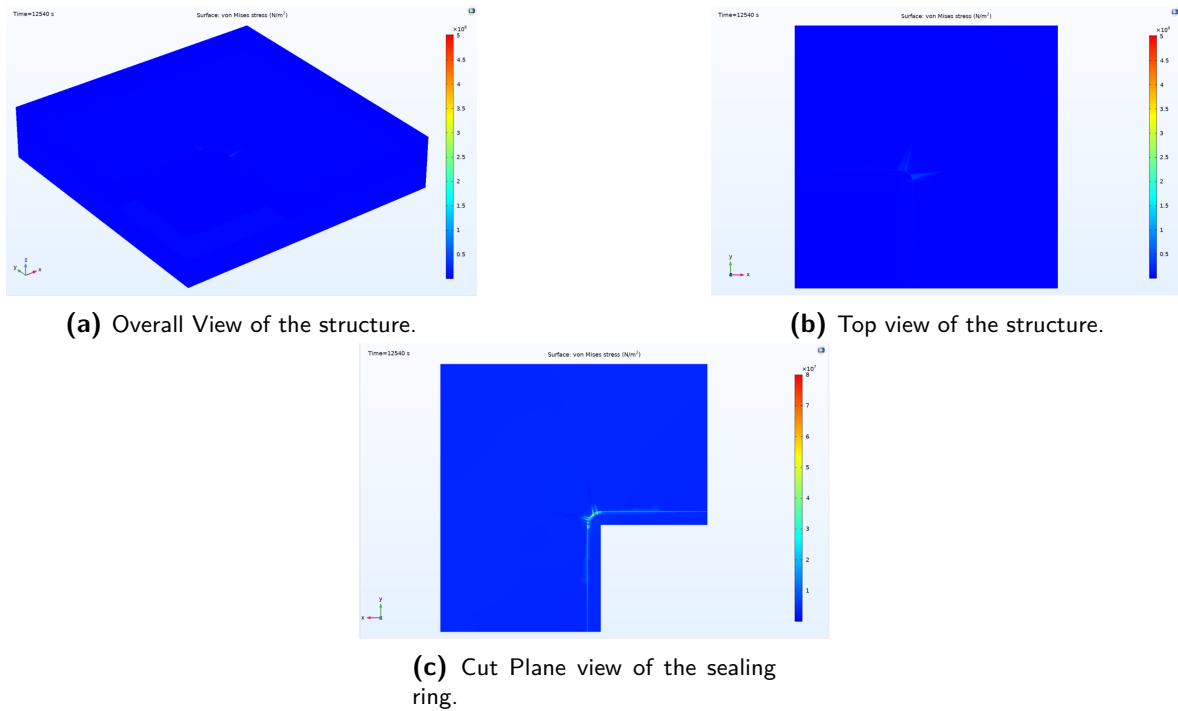 Time=12540 s
Surface: von Mises stress (N/m²)
×10⁸
5
4.5
4
3.5
3
2.5
2
1.5
1
0.5
z
y
x
(a) Overall View of the structure.
Time=12540 s
Surface: von Mises stress (N/m²)
×10⁸
5
4.5
4
3.5
3
2.5
2
1.5
1
0.5
y
x
(b) Top view of the structure.
Time=12540 s
Surface: von Mises stress (N/m²)
×10⁷
8
7
6
5
4
3
2
1
y
x
(c) Cut Plane view of the sealing
ring.